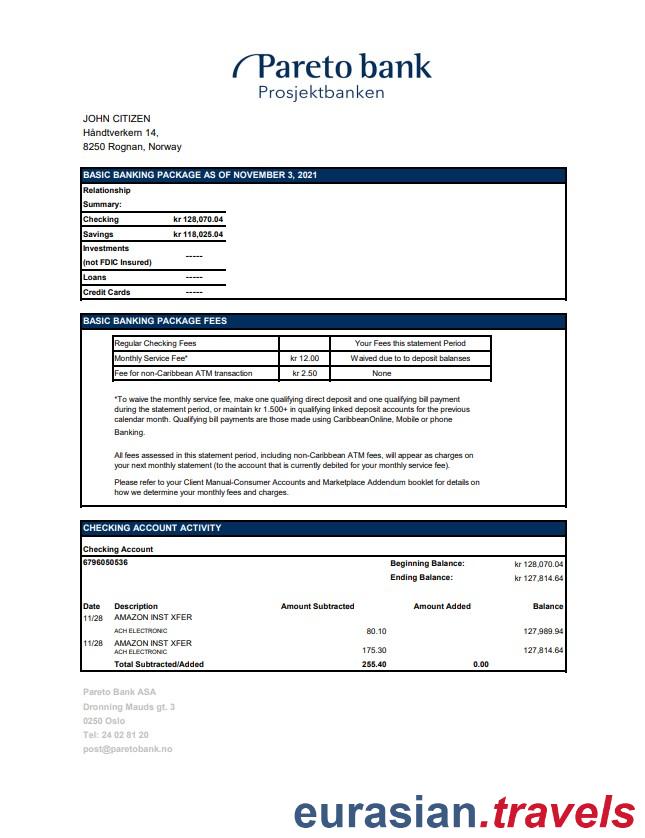 Pareto bank
Prosjektbanken
JOHN CITIZEN
Håndtverkern 14,
8250 Rognan, Norway
BASIC BANKING PACKAGE AS OF NOVEMBER 3, 2021
Relationship
Summary:
Checking kr 128,070.04
Savings kr 118,025.04
Investments
(not FDIC Insured) -----
Loans -----
Credit Cards -----
BASIC BANKING PACKAGE FEES
Regular Checking Fees Your Fees this statement Period
Monthly Service Fee* kr 12.00 Waived due to to deposit balanses
Fee for non-Caribbean ATM transaction kr 2.50 None
*To waive the monthly service fee, make one qualifying direct deposit and one qualifying bill payment
during the statement period, or maintain kr 1.500+ in qualifying linked deposit accounts for the previous
calendar month. Qualifying bill payments are those made using CaribbeanOnline, Mobile or phone
Banking.
All fees assessed in this statement period, including non-Caribbean ATM fees, will appear as charges on
your next monthly statement (to the account that is currently debited for your monthly service fee).
Please refer to your Client Manual-Consumer Accounts and Marketplace Addendum booklet for details on
how we determine your monthly fees and charges.
CHECKING ACCOUNT ACTIVITY
Checking Account
6796050536 Beginning Balance: kr 128,070.04
Ending Balance: kr 127,814.64
Date Description Amount Subtracted Amount Added Balance
11/28 AMAZON INST XFER
ACH ELECTRONIC 80.10 127,989.94
11/28 AMAZON INST XFER
ACH ELECTRONIC 175.30 127,814.64
Total Subtracted/Added 255.40 0.00
Pareto Bank ASA
Dronning Mauds gt. 3
0250 Oslo
Tel: 24 02 81 20
post@paretobank.no
eurasian.travels